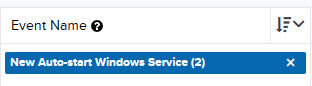 Event Name ?
New Auto-start Windows Service (2) ×